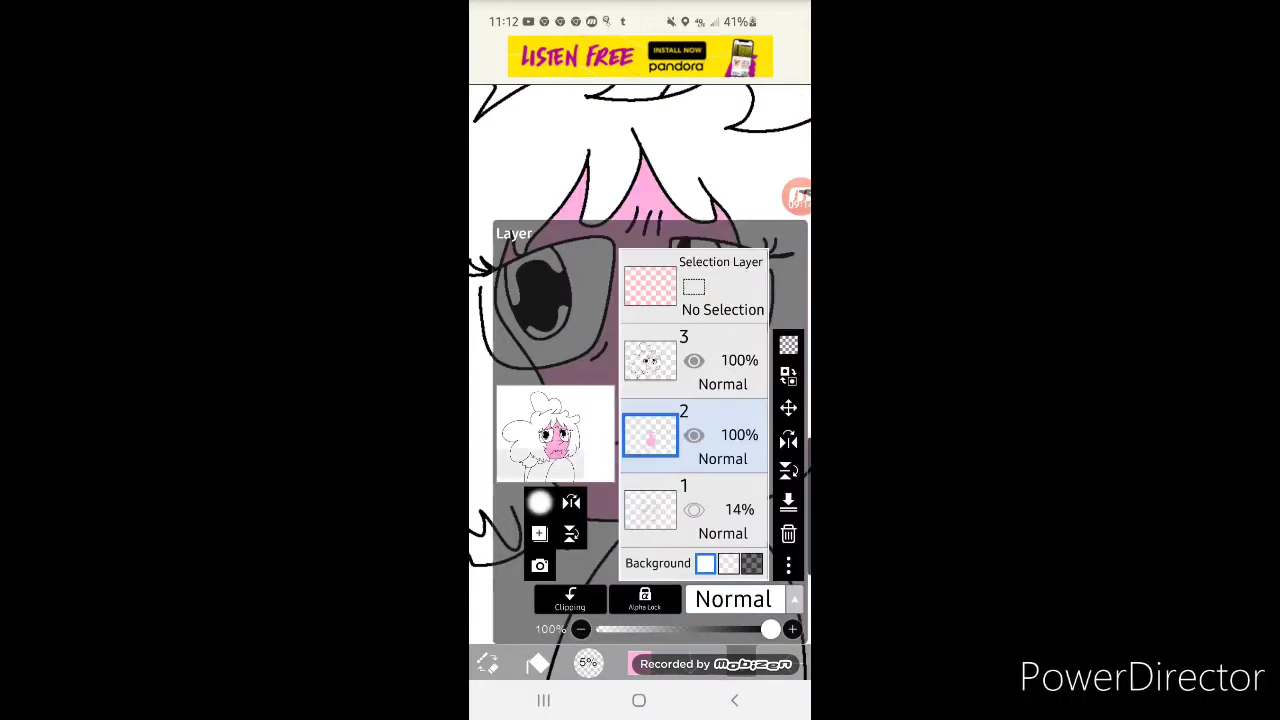 11:12
41%
LISTEN FREE
INSTALL NOW
pandora
Layer
Selection Layer
No Selection
3
100%
Normal
2
100%
Normal
1
14%
Normal
Background
Clipping
Alpha Lock
Normal
100%
5%
Recorded by mobizen
PowerDirector